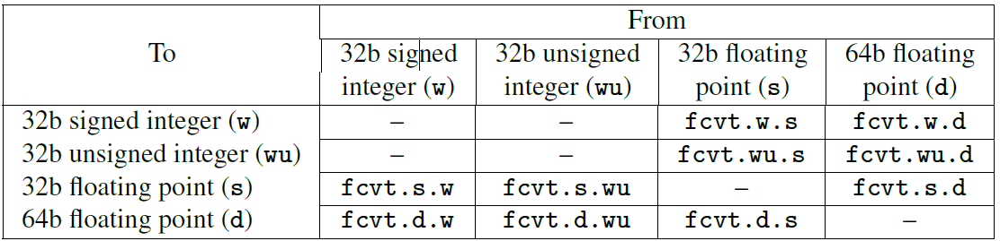 To From
32b signed 32b unsigned 32b floating 64b floating
integer (w) integer (wu) point (s) point (d)
32b signed integer (w) – – fcvt.w.s fcvt.w.d
32b unsigned integer (wu) – – fcvt.wu.s fcvt.wu.d
32b floating point (s) fcvt.s.w fcvt.s.wu – fcvt.s.d
64b floating point (d) fcvt.d.w fcvt.d.wu fcvt.d.s –